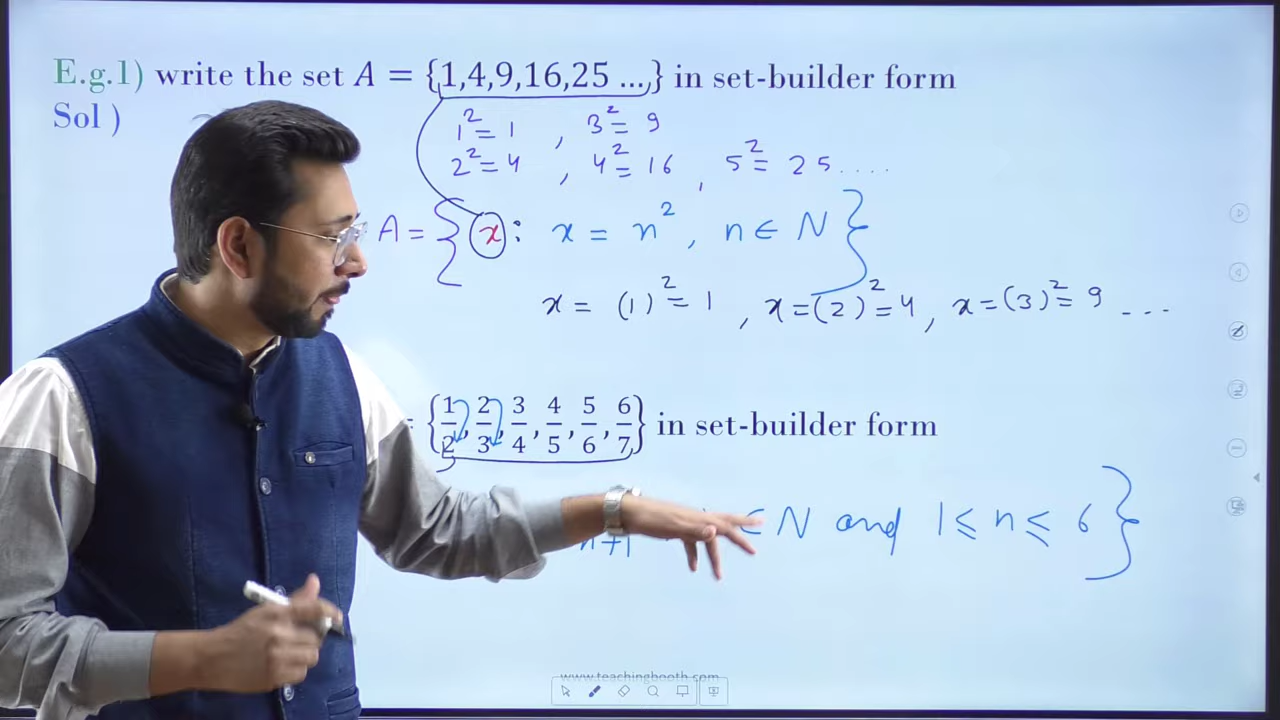 E.g.1) write the set A = {1,4,9,16,25 ...} in set-builder form
Sol )
1² = 1 , 3² = 9
2² = 4 , 4² = 16 , 5² = 25 ....
A = { x : x = n² , n ∈ N }
x = (1)² = 1 , x = (2)² = 4 , x = (3)² = 9 ...
= {1/2, 2/3, 3/4, 4/5, 5/6, 6/7} in set-builder form
n+1 ∈ N and 1 ≤ n ≤ 6 }
www.teachingbooth.com